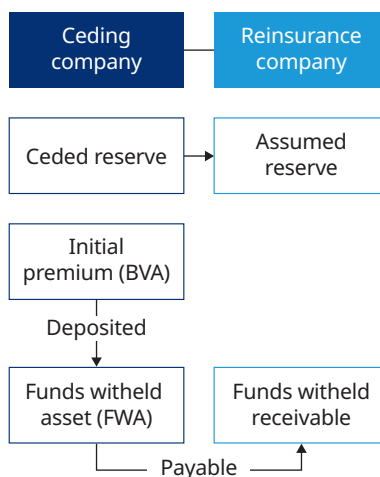 Ceding
company
Reinsurance
company
Ceded reserve
Assumed
reserve
Initial
premium (BVA)
Deposited
Funds witheld
asset (FWA)
Funds witheld
receivable
Payable